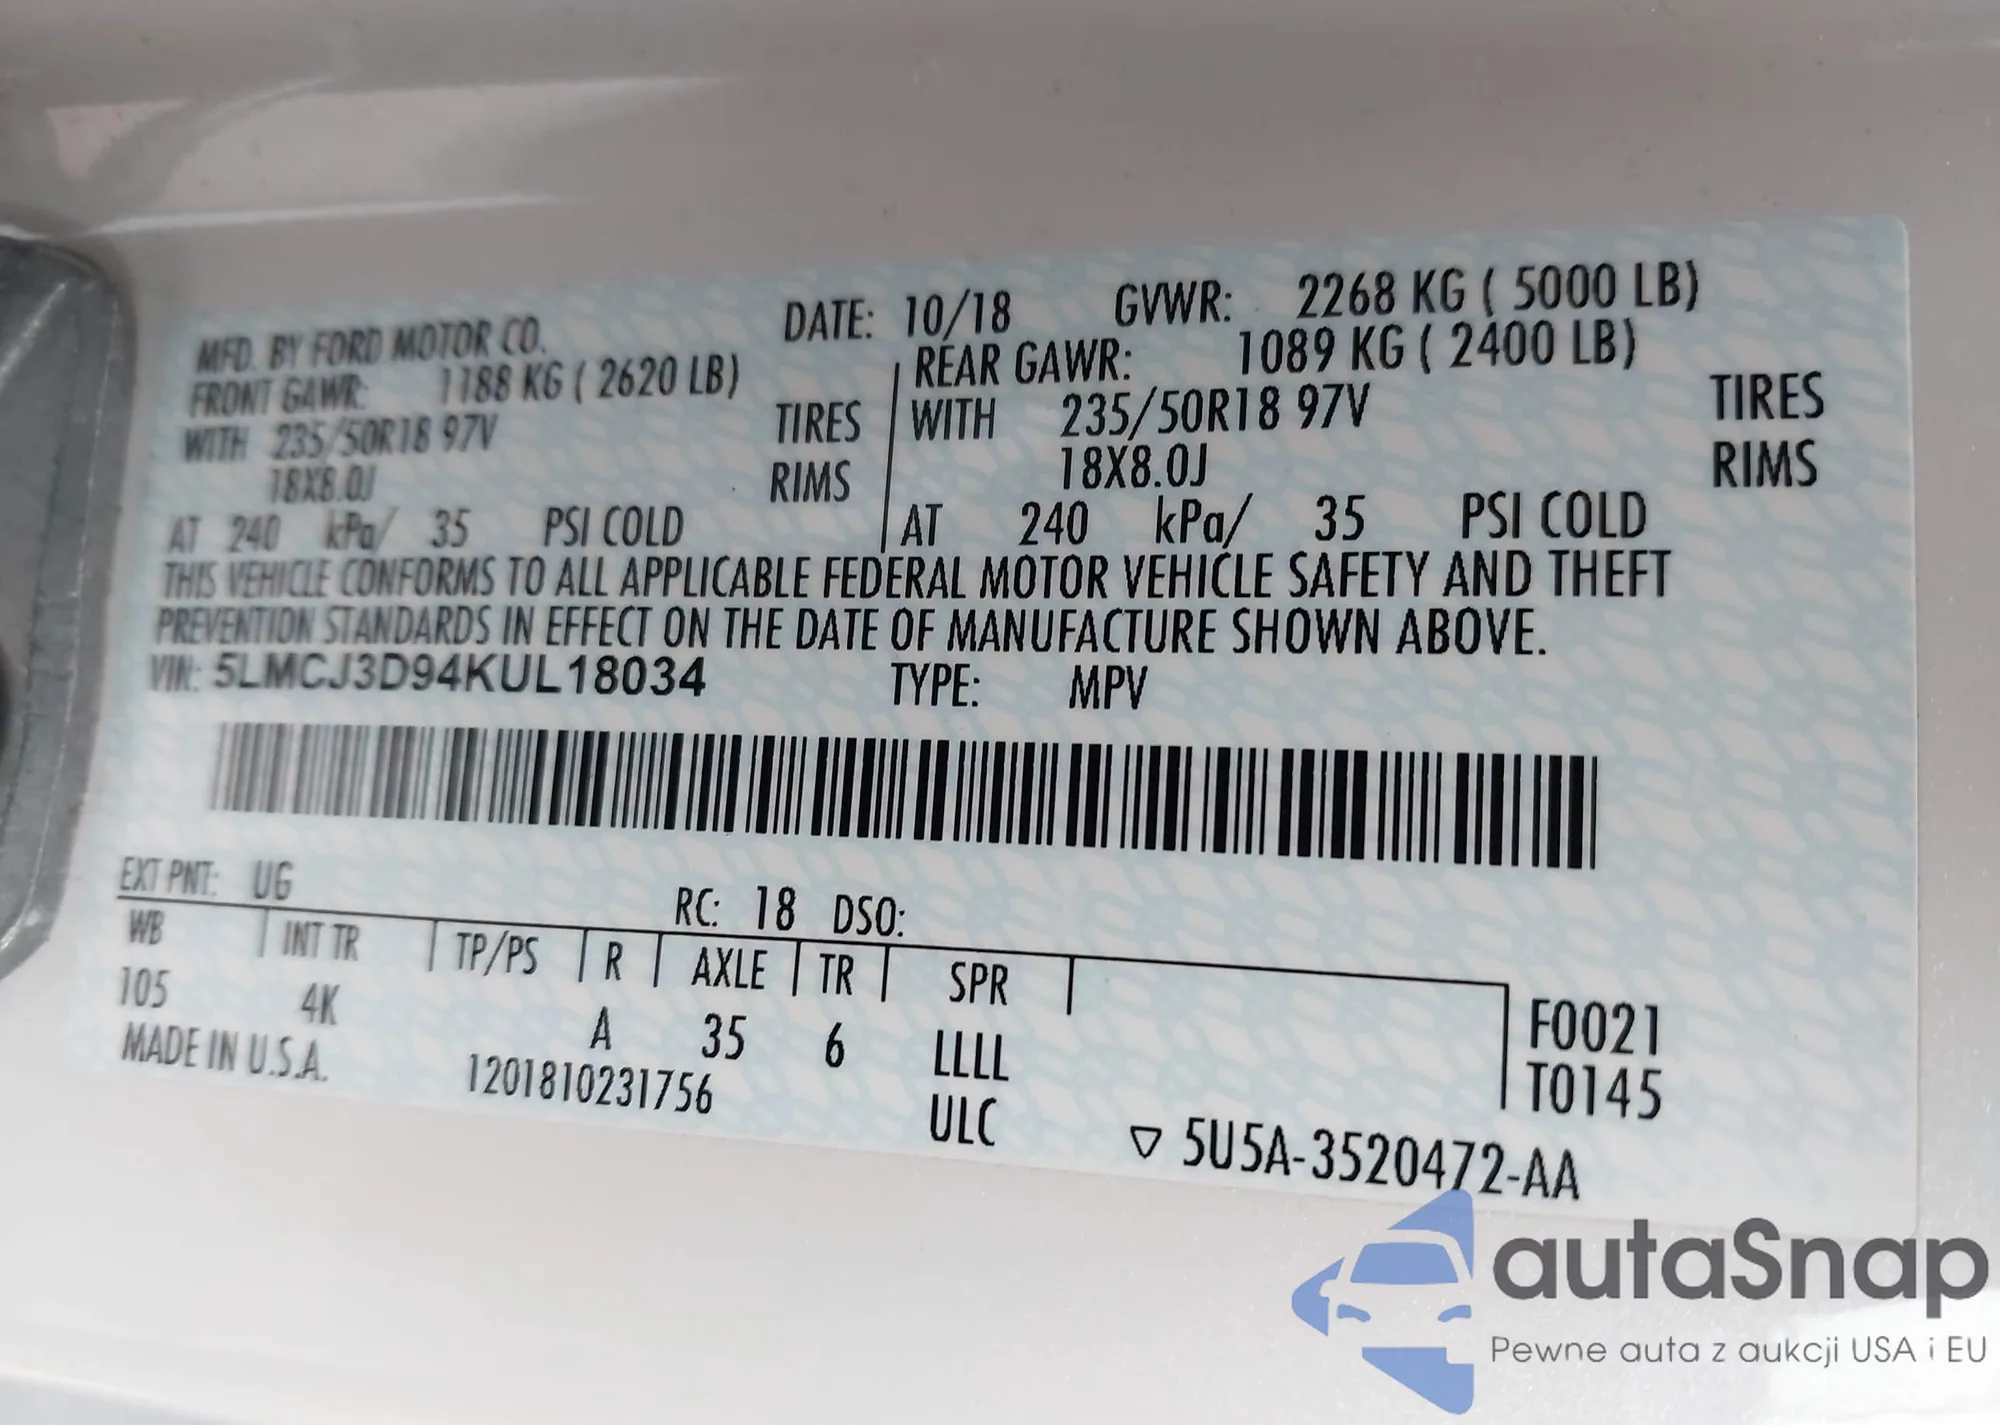 MFD. BY FORD MOTOR CO. DATE: 10/18 GVWR: 2268 KG ( 5000 LB)
FRONT GAWR: 1188 KG ( 2620 LB) REAR GAWR: 1089 KG ( 2400 LB)
WITH 235/50R18 97V TIRES WITH 235/50R18 97V TIRES
18X8.0J RIMS 18X8.0J RIMS
AT 240 kPa/ 35 PSI COLD AT 240 kPa/ 35 PSI COLD
THIS VEHICLE CONFORMS TO ALL APPLICABLE FEDERAL MOTOR VEHICLE SAFETY AND THEFT
PREVENTION STANDARDS IN EFFECT ON THE DATE OF MANUFACTURE SHOWN ABOVE.
VIN: 5LMCJ3D94KUL18034 TYPE: MPV
EXT PNT: UG RC: 18 DSO:
WB INT TR TP/PS R AXLE TR SPR
105 4K A 35 6 LLLL F0021
MADE IN U.S.A. 1201810231756 ULC T0145
▽ 5U5A-3520472-AA
autaSnap
Pewne auta z aukcji USA i EU